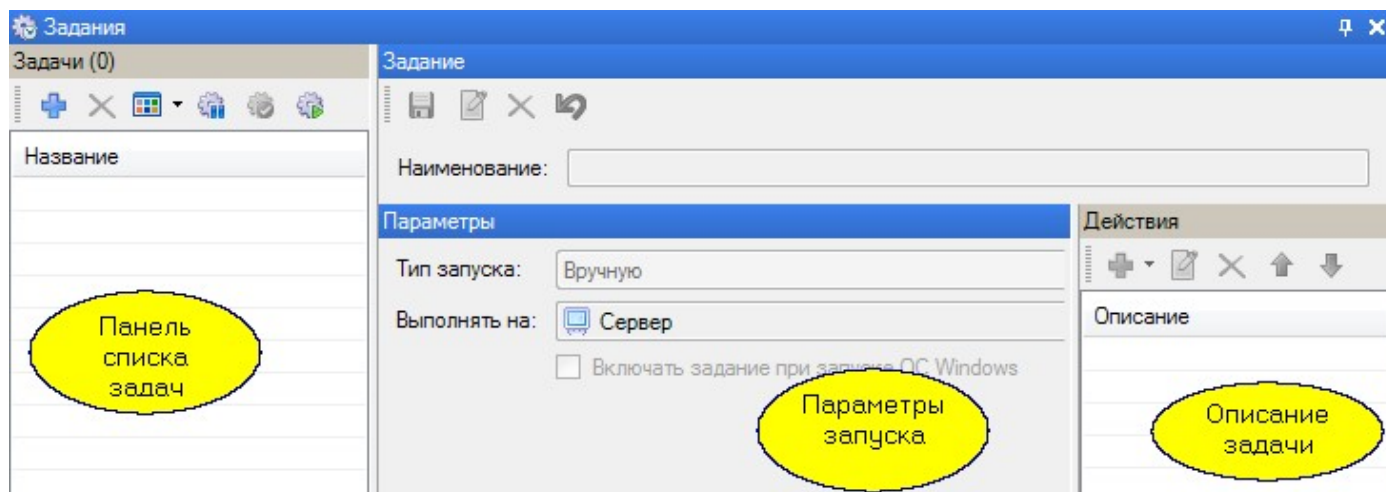 Задания
Задачи (0)
Название
Панель
списка
задач
Задание
Наименование:
Параметры
Тип запуска:
Вручную
Выполнять на:
Сервер
Включать задание при запуске ОС Windows
Параметры
запуска
Действия
Описание
Описание
задачи